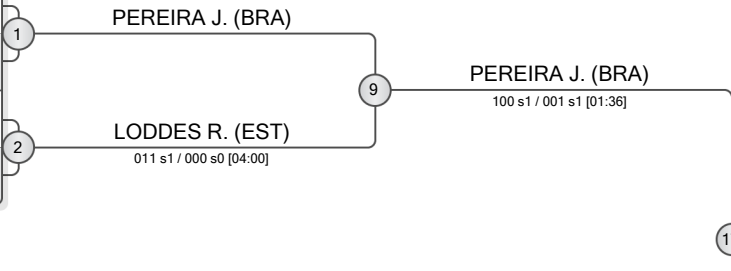 PEREIRA J. (BRA)
1
9
PEREIRA J. (BRA)
100 s1 / 001 s1 [01:36]
LODDES R. (EST)
2
011 s1 / 000 s0 [04:00]